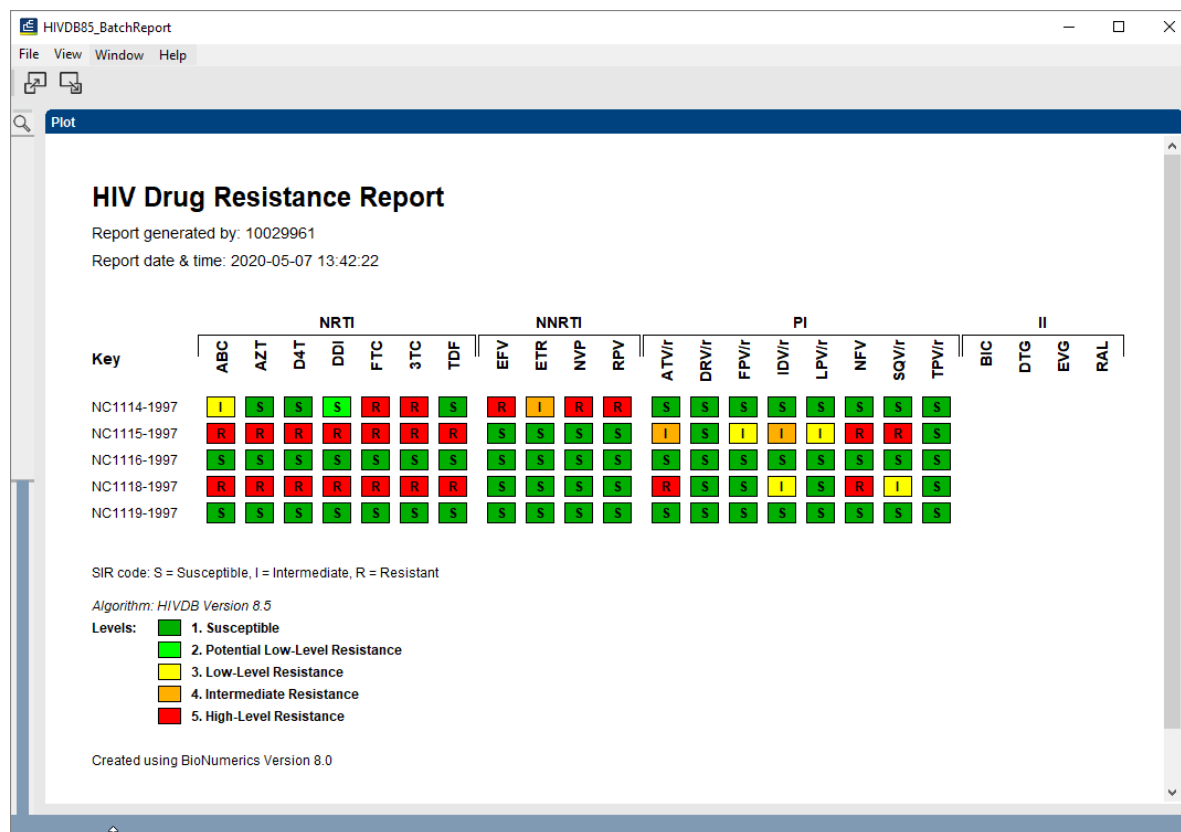 HIVDB85_BatchReport
File View Window Help
Plot
HIV Drug Resistance Report
Report generated by: 10029961
Report date & time: 2020-05-07 13:42:22
NRTI NNRTI PI II
Key ABC AZT D4T DDI FTC 3TC TDF EFV ETR NVP RPV ATV/r DRV/r FPV/r IDV/r LPV/r NFV SQV/r TPV/r BIC DTG EVG RAL
NC1114-1997 I S S S R R S R I R R S S S S S S S S
NC1115-1997 R R R R R R R S S S S I S I I I R R S
NC1116-1997 S S S S S S S S S S S S S S S S S S S
NC1118-1997 R R R R R R R S S S S R S S I S R I S
NC1119-1997 S S S S S S S S S S S S S S S S S S S
SIR code: S = Susceptible, I = Intermediate, R = Resistant
Algorithm: HIVDB Version 8.5
Levels: 1. Susceptible
2. Potential Low-Level Resistance
3. Low-Level Resistance
4. Intermediate Resistance
5. High-Level Resistance
Created using BioNumerics Version 8.0